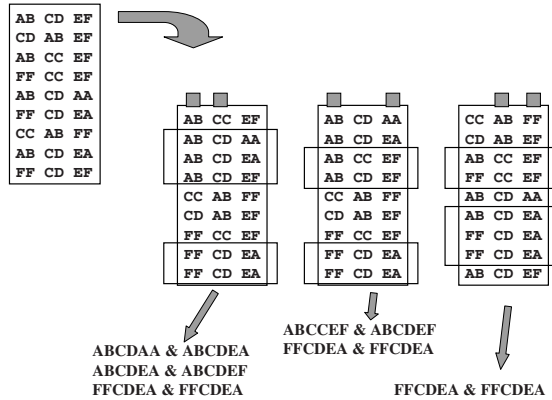 AB CD EF
CD AB EF
AB CC EF
FF CC EF
AB CD AA
FF CD EA
CC AB FF
AB CD EA
FF CD EF
AB CC EF
AB CD AA
AB CD EA
AB CD EF
CC AB FF
CD AB EF
FF CC EF
FF CD EA
FF CD EA
AB CD AA
AB CD EA
AB CC EF
AB CD EF
CC AB FF
CD AB EF
FF CC EF
FF CD EA
FF CD EA
CC AB FF
CD AB EF
AB CC EF
FF CC EF
AB CD AA
AB CD EA
FF CD EA
FF CD EA
AB CD EF
ABCDAA & ABCDEA
ABCDEA & ABCDEF
FFCDEA & FFCDEA
ABCCEF & ABCDEF
FFCDEA & FFCDEA
FFCDEA & FFCDEA